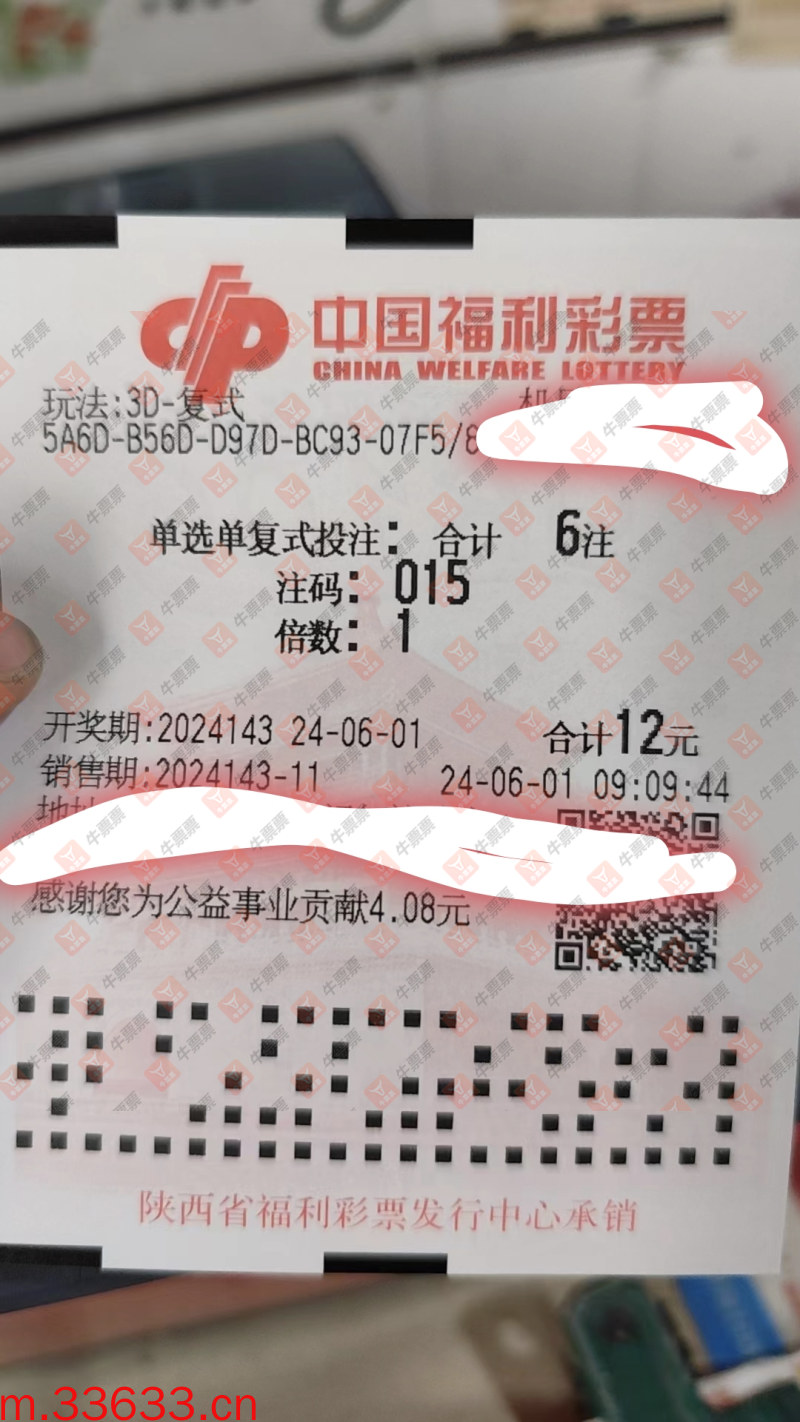 中国福利彩票
CHINA WELFARE LOTTERY
玩法:3D-复式
5A6D-B56D-D97D-BC93-07F5/8
单选单复式投注: 合计 6注
注码: 015
倍数: 1
开奖期:2024143 24-06-01 合计12元
销售期:2024143-11 24-06-01 09:09:44
地址
感谢您为公益事业贡献4.08元
陕西省福利彩票发行中心承销
牛票票
m.33633.cn